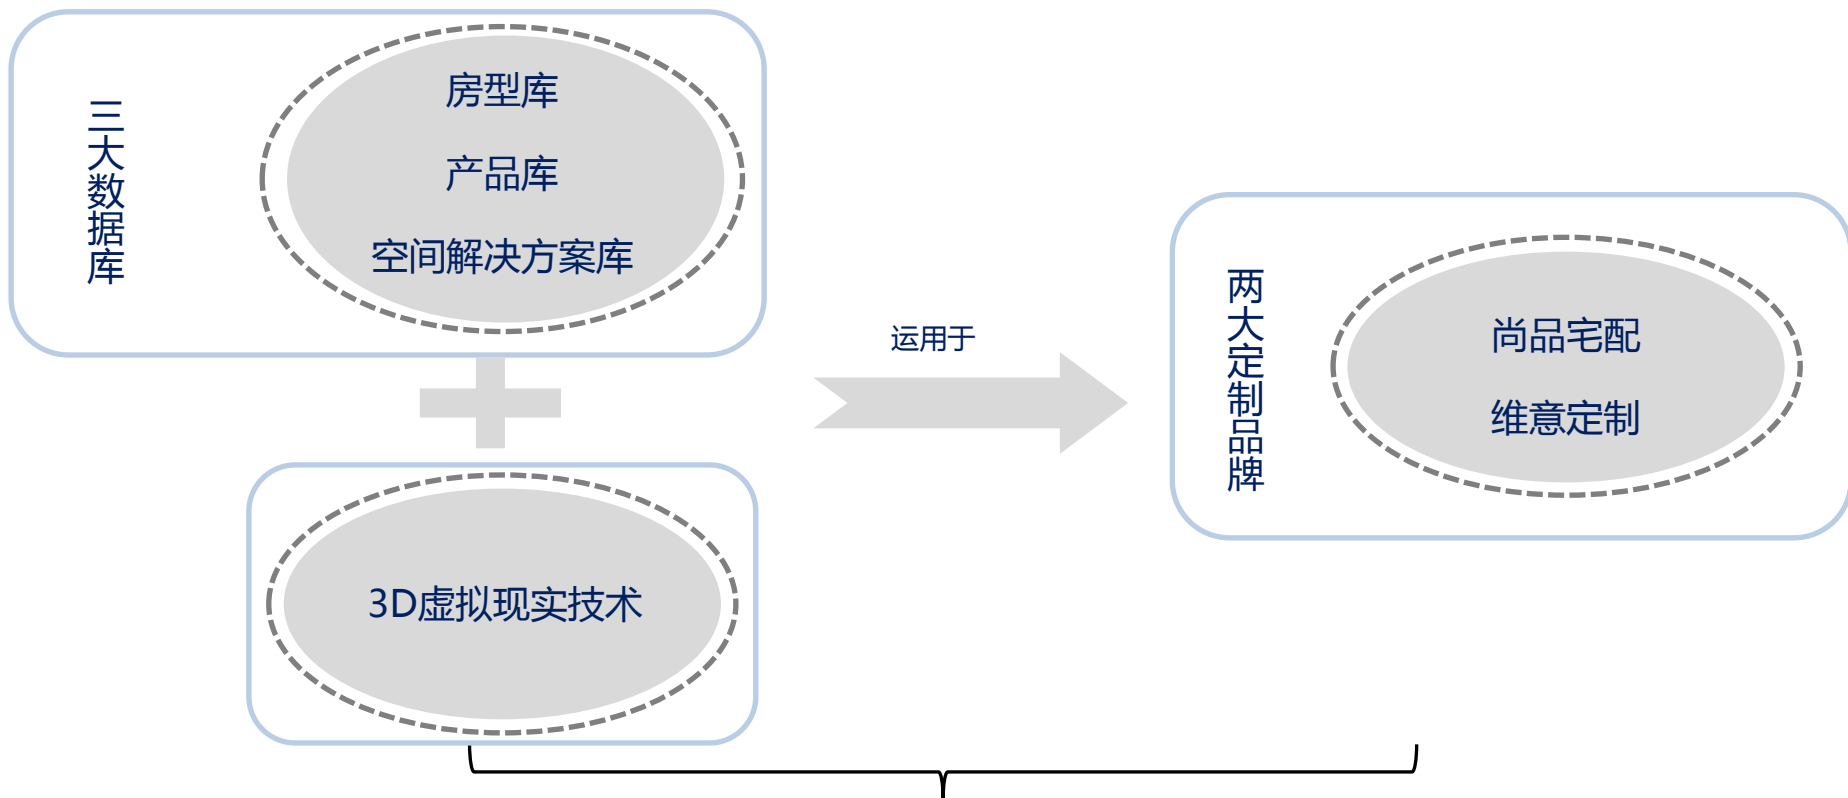 三大数据库
房型库
产品库
空间解决方案库
3D虚拟现实技术
运用于
两大定制品牌
尚品宅配
维意定制